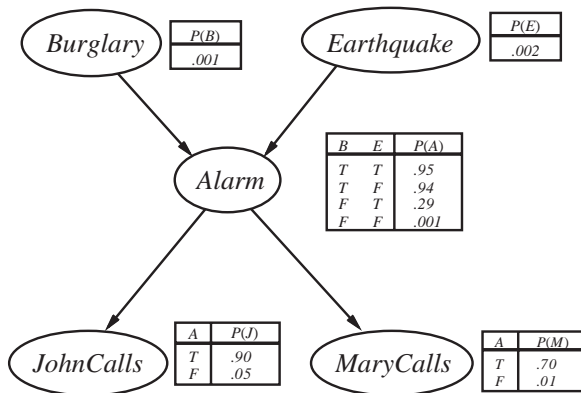 Burglary
P(B)
.001
Earthquake
P(E)
.002
Alarm
B E P(A)
T T .95
T F .94
F T .29
F F .001
JohnCalls
A P(J)
T .90
F .05
MaryCalls
A P(M)
T .70
F .01